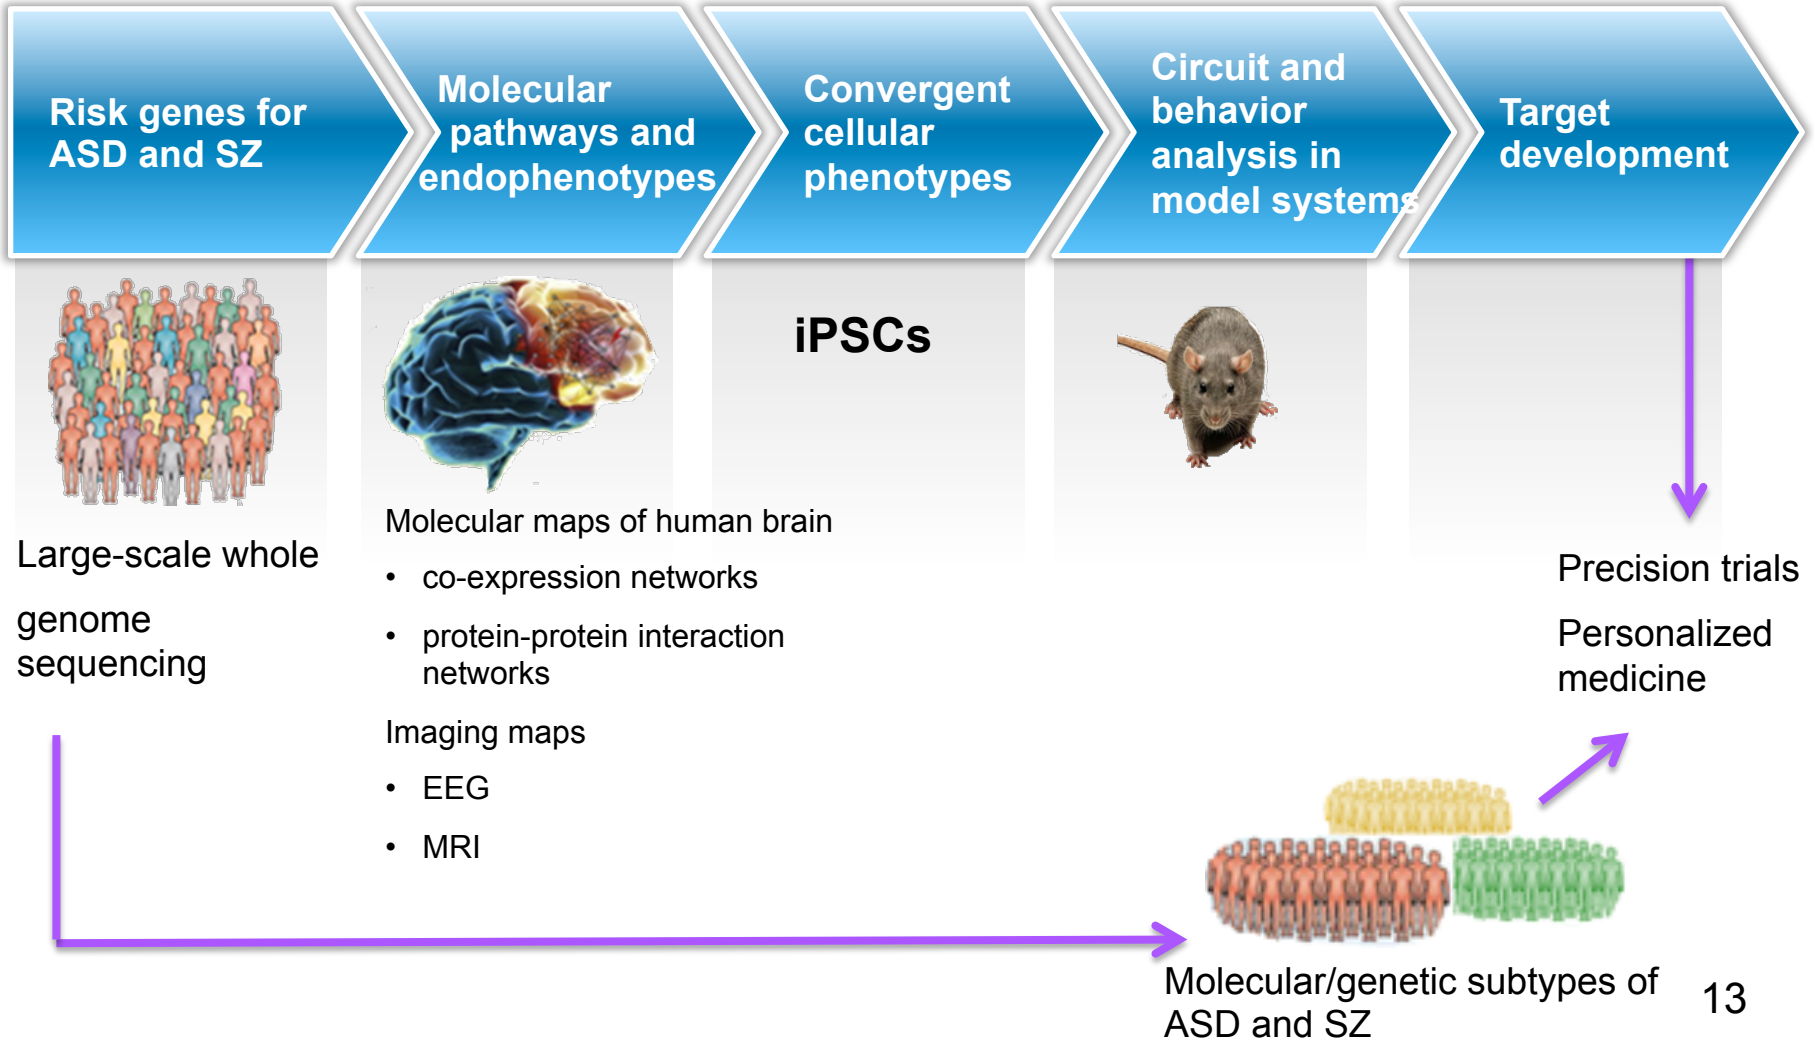 Risk genes for
ASD and SZ
Molecular
pathways and
endophenotypes
Convergent
cellular
phenotypes
Circuit and
behavior
analysis in
model systems
Target
development
iPSCs
Large-scale whole
genome
sequencing
Molecular maps of human brain
• co-expression networks
• protein-protein interaction
networks
Imaging maps
• EEG
• MRI
Precision trials
Personalized
medicine
Molecular/genetic subtypes of
ASD and SZ
13